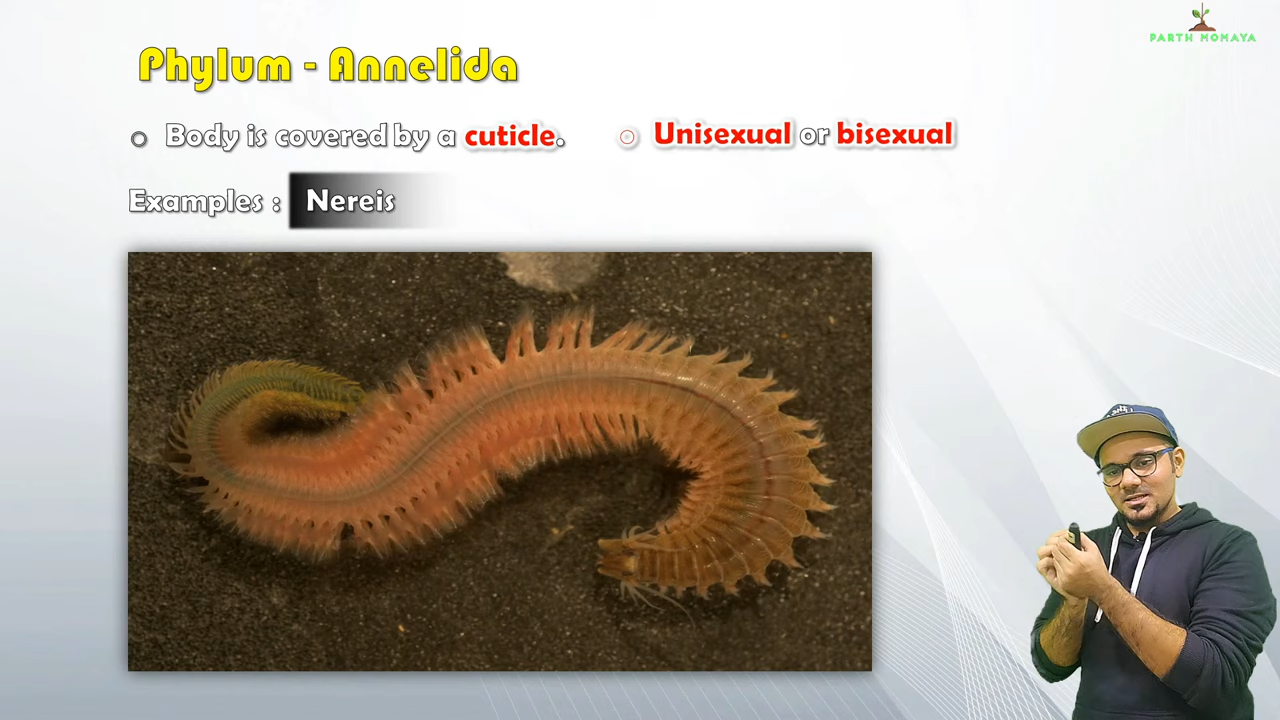 PARTH MOMAYA
Phylum - Annelida
Body is covered by a cuticle.
Unisexual or bisexual
Examples : Nereis